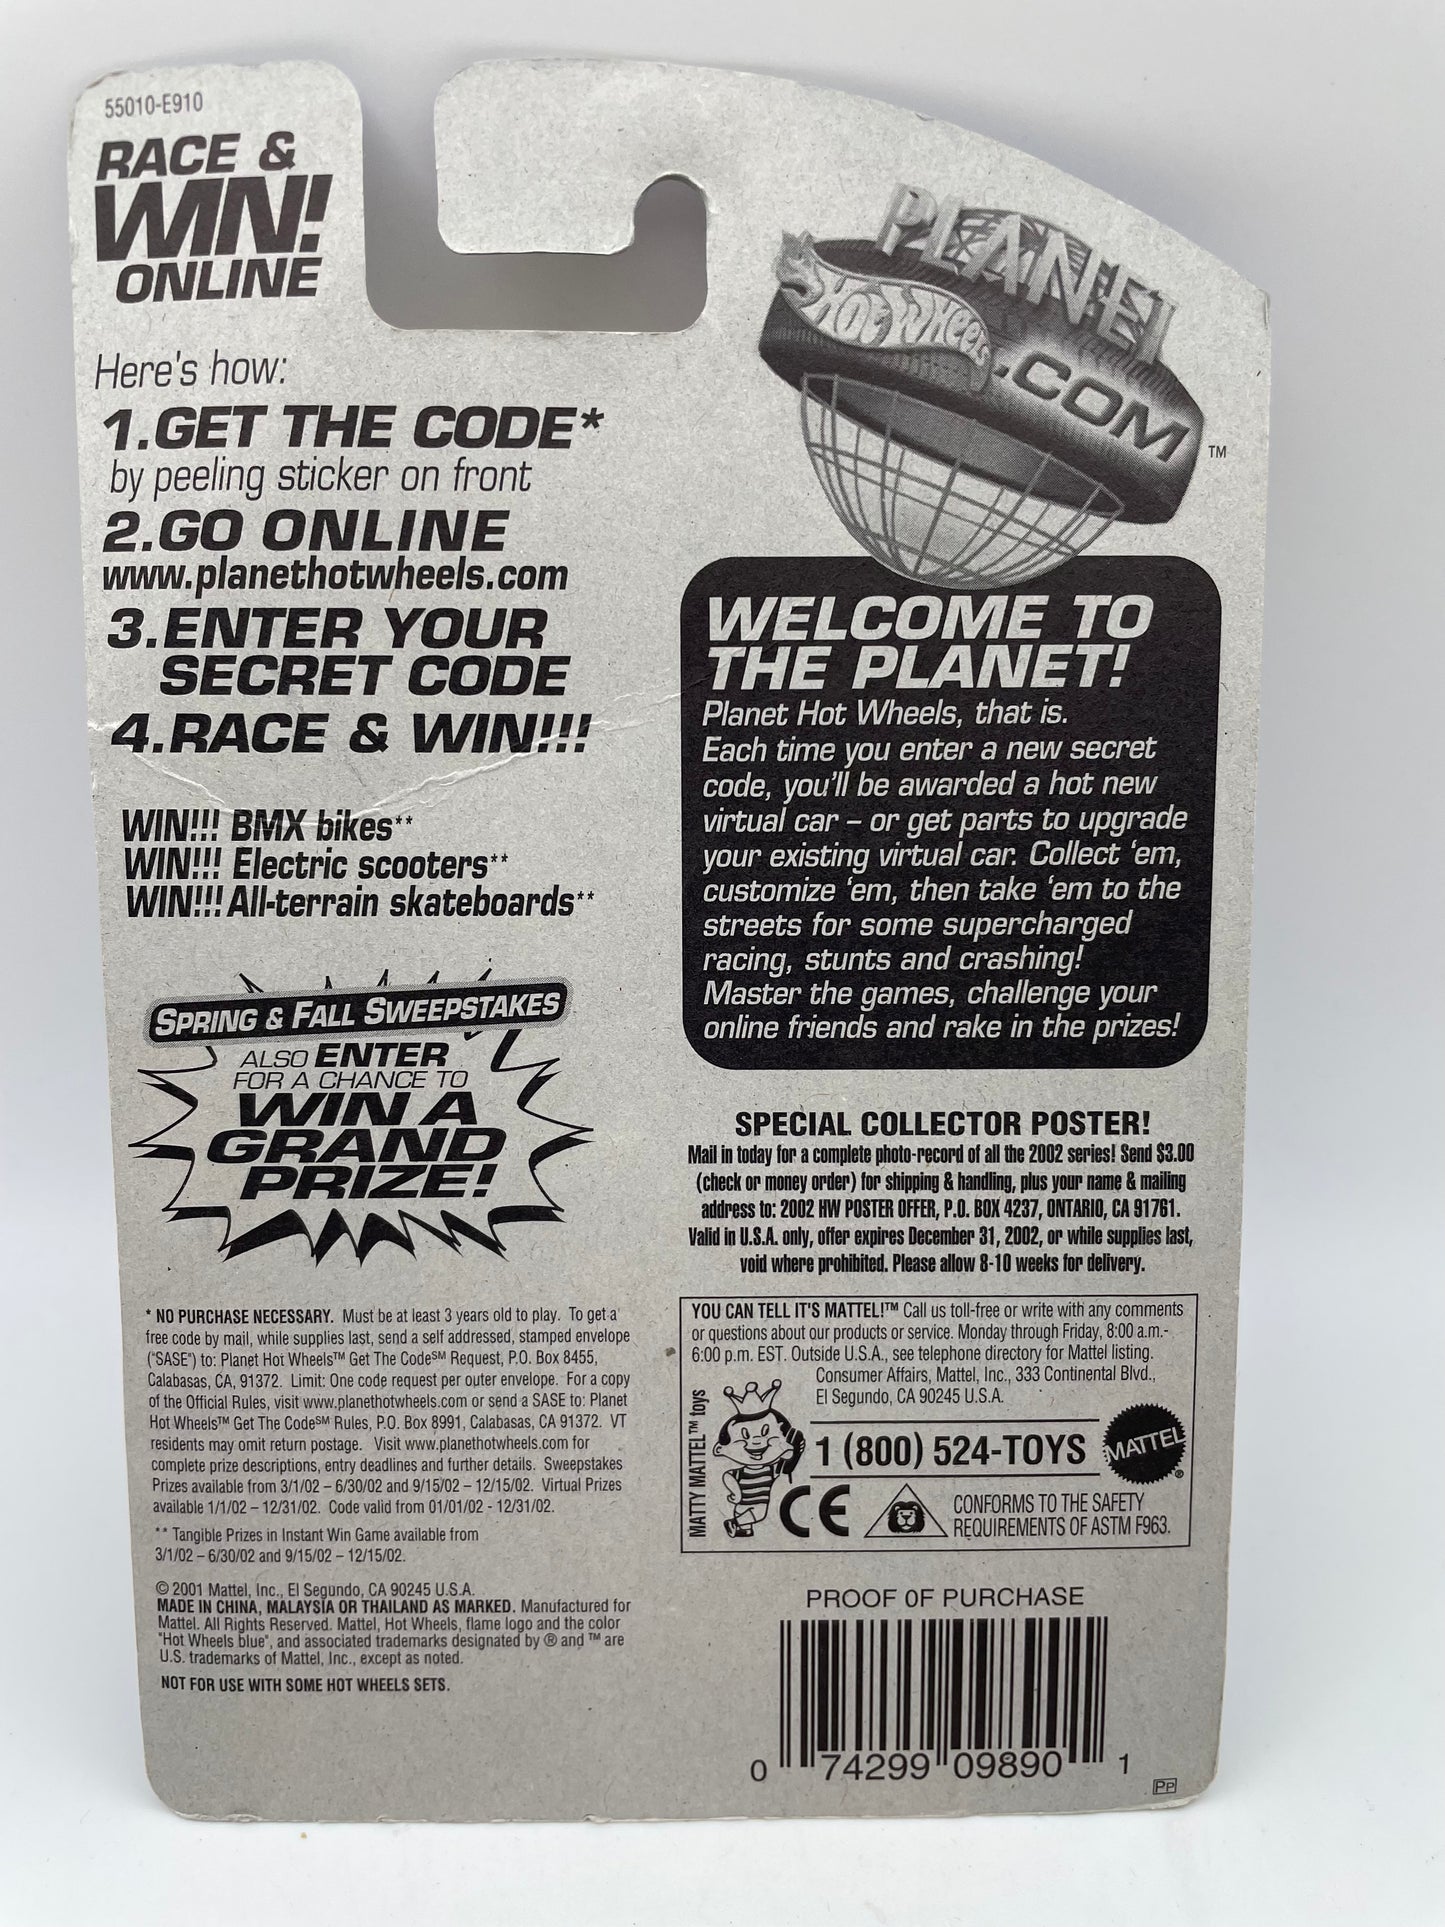 55010-E910
RACE &
WIN!
ONLINE
Here's how:
1.GET THE CODE*
by peeling sticker on front
2.GO ONLINE
www.planethotwheels.com
3.ENTER YOUR
SECRET CODE
4.RACE & WIN!!!
WIN!!! BMX bikes**
WIN!!! Electric scooters**
WIN!!! All-terrain skateboards**
SPRING & FALL SWEEPSTAKES
ALSO ENTER
FOR A CHANCE TO
WIN A
GRAND
PRIZE!
* NO PURCHASE NECESSARY. Must be at least 3 years old to play. To get a
free code by mail, while supplies last, send a self addressed, stamped envelope
("SASE") to: Planet Hot Wheels™ Get The Code℠ Request, P.O. Box 8455,
Calabasas, CA, 91372. Limit: One code request per outer envelope. For a copy
of the Official Rules, visit www.planethotwheels.com or send a SASE to: Planet
Hot Wheels™ Get The Code℠ Rules, P.O. Box 8991, Calabasas, CA 91372. VT
residents may omit return postage. Visit www.planethotwheels.com for
complete prize descriptions, entry deadlines and further details. Sweepstakes
Prizes available from 3/1/02 – 6/30/02 and 9/15/02 – 12/15/02. Virtual Prizes
available 1/1/02 – 12/31/02. Code valid from 01/01/02 - 12/31/02.
** Tangible Prizes in Instant Win Game available from
3/1/02 – 6/30/02 and 9/15/02 – 12/15/02.
© 2001 Mattel, Inc., El Segundo, CA 90245 U.S.A.
MADE IN CHINA, MALAYSIA OR THAILAND AS MARKED. Manufactured for
Mattel. All Rights Reserved. Mattel, Hot Wheels, flame logo and the color
"Hot Wheels blue", and associated trademarks designated by ® and ™ are
U.S. trademarks of Mattel, Inc., except as noted.
NOT FOR USE WITH SOME HOT WHEELS SETS.
PLANET
HOT WHEELS
.COM
TM
WELCOME TO
THE PLANET!
Planet Hot Wheels, that is.
Each time you enter a new secret
code, you'll be awarded a hot new
virtual car – or get parts to upgrade
your existing virtual car. Collect 'em,
customize 'em, then take 'em to the
streets for some supercharged
racing, stunts and crashing!
Master the games, challenge your
online friends and rake in the prizes!
SPECIAL COLLECTOR POSTER!
Mail in today for a complete photo-record of all the 2002 series! Send $3.00
(check or money order) for shipping & handling, plus your name & mailing
address to: 2002 HW POSTER OFFER, P.O. BOX 4237, ONTARIO, CA 91761.
Valid in U.S.A. only, offer expires December 31, 2002, or while supplies last,
void where prohibited. Please allow 8-10 weeks for delivery.
YOU CAN TELL IT'S MATTEL!™ Call us toll-free or write with any comments
or questions about our products or service. Monday through Friday, 8:00 a.m.-
6:00 p.m. EST. Outside U.S.A., see telephone directory for Mattel listing.
Consumer Affairs, Mattel, Inc., 333 Continental Blvd.,
El Segundo, CA 90245 U.S.A.
MATTY MATTEL™ toys
1 (800) 524-TOYS
MATTEL
®
CE
CONFORMS TO THE SAFETY
REQUIREMENTS OF ASTM F963.
PROOF OF PURCHASE
0 74299 09890 1
PP